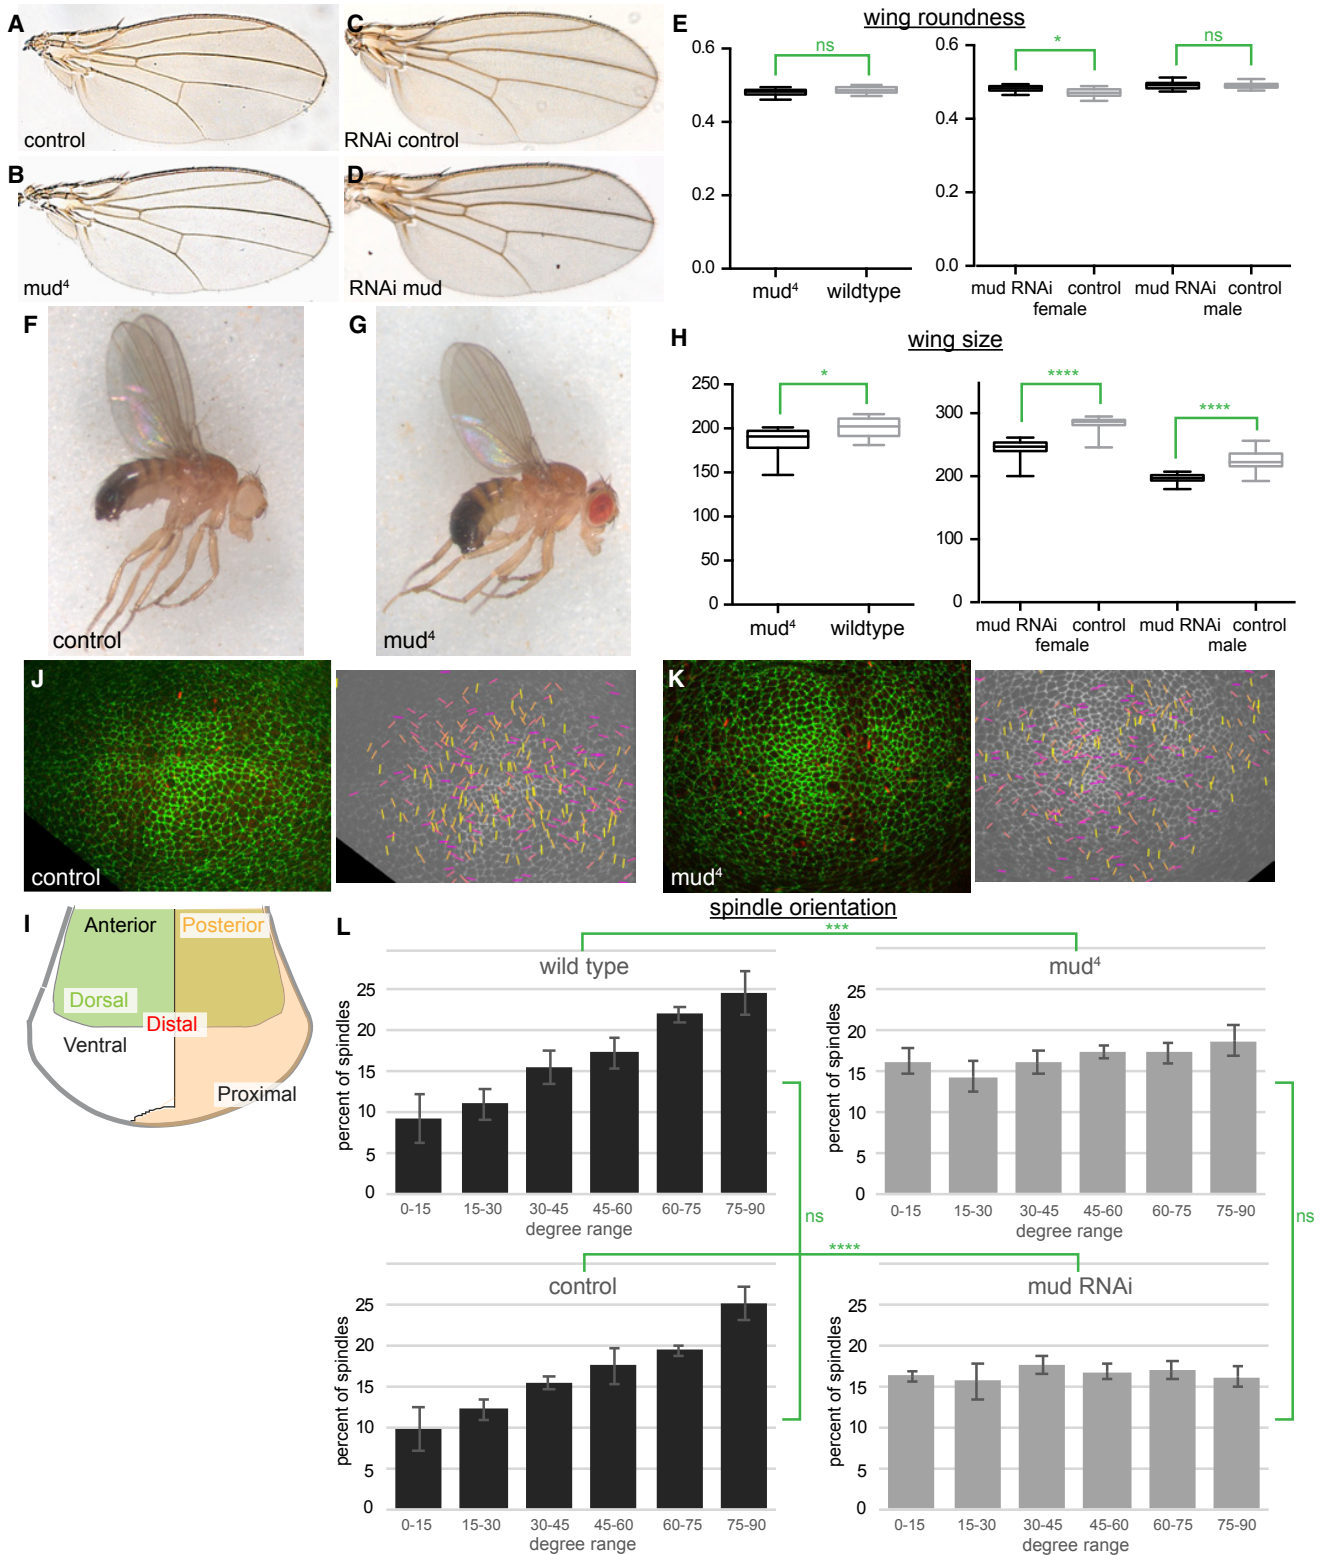 A
control
C
RNAi control
B
mud⁴
D
RNAi mud
E
wing roundness
0.6
0.4
0.2
0.0
ns
mud⁴
wildtype
0.6
0.4
0.2
0.0
*
ns
mud RNAi
control
mud RNAi
control
female
male
F
control
G
mud⁴
H
wing size
250
200
150
100
50
0
*
mud⁴
wildtype
300
200
100
0
****
****
mud RNAi
control
mud RNAi
control
female
male
J
control
K
mud⁴
I
Anterior
Posterior
Dorsal
Distal
Ventral
Proximal
L
spindle orientation
***
wild type
percent of spindles
25
20
15
10
5
0
0-15
15-30
30-45
45-60
60-75
75-90
degree range
mud⁴
percent of spindles
25
20
15
10
5
0
0-15
15-30
30-45
45-60
60-75
75-90
degree range
ns
ns
****
control
percent of spindles
25
20
15
10
5
0
0-15
15-30
30-45
45-60
60-75
75-90
degree range
mud RNAi
percent of spindles
25
20
15
10
5
0
0-15
15-30
30-45
45-60
60-75
75-90
degree range